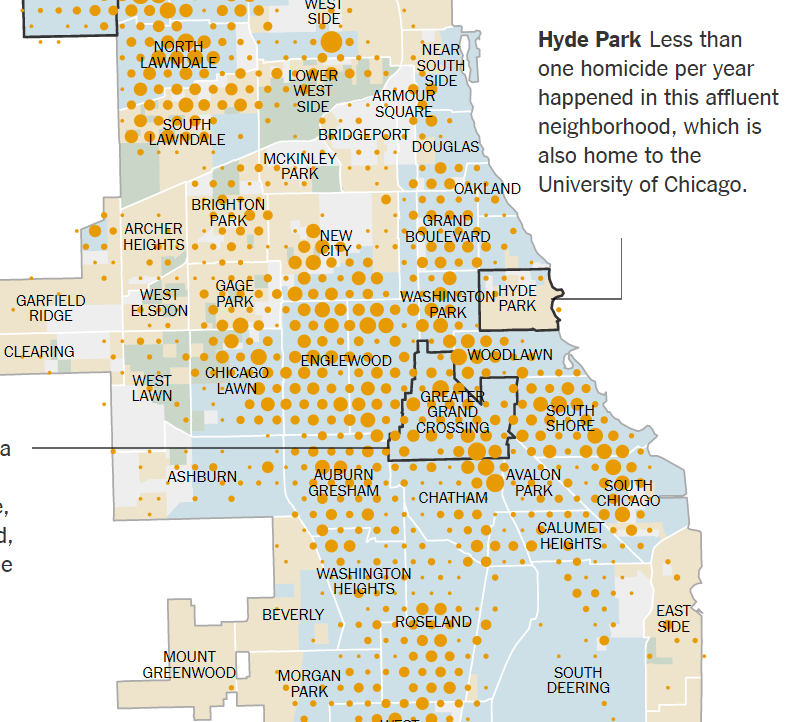 WEST
SIDE
NORTH
LAWNDALE
NEAR
SOUTH
SIDE
LOWER
WEST
SIDE
ARMOUR
SQUARE
SOUTH
LAWNDALE
BRIDGEPORT
DOUGLAS
MCKINLEY
PARK
OAKLAND
Hyde Park Less than
one homicide per year
happened in this affluent
neighborhood, which is
also home to the
University of Chicago.
BRIGHTON
PARK
ARCHER
HEIGHTS
NEW
CITY
GRAND
BOULEVARD
GARFIELD
RIDGE
WEST
ELSDON
GAGE
PARK
WASHINGTON
PARK
HYDE
PARK
CLEARING
ENGLEWOOD
WOODLAWN
WEST
LAWN
CHICAGO
LAWN
GREATER
GRAND
CROSSING
SOUTH
SHORE
a
ASHBURN
AUBURN
GRESHAM
CHATHAM
AVALON
PARK
SOUTH
CHICAGO
e,
d,
e
CALUMET
HEIGHTS
WASHINGTON
HEIGHTS
BEVERLY
ROSELAND
EAST
SIDE
MOUNT
GREENWOOD
MORGAN
PARK
SOUTH
DEERING
WEST